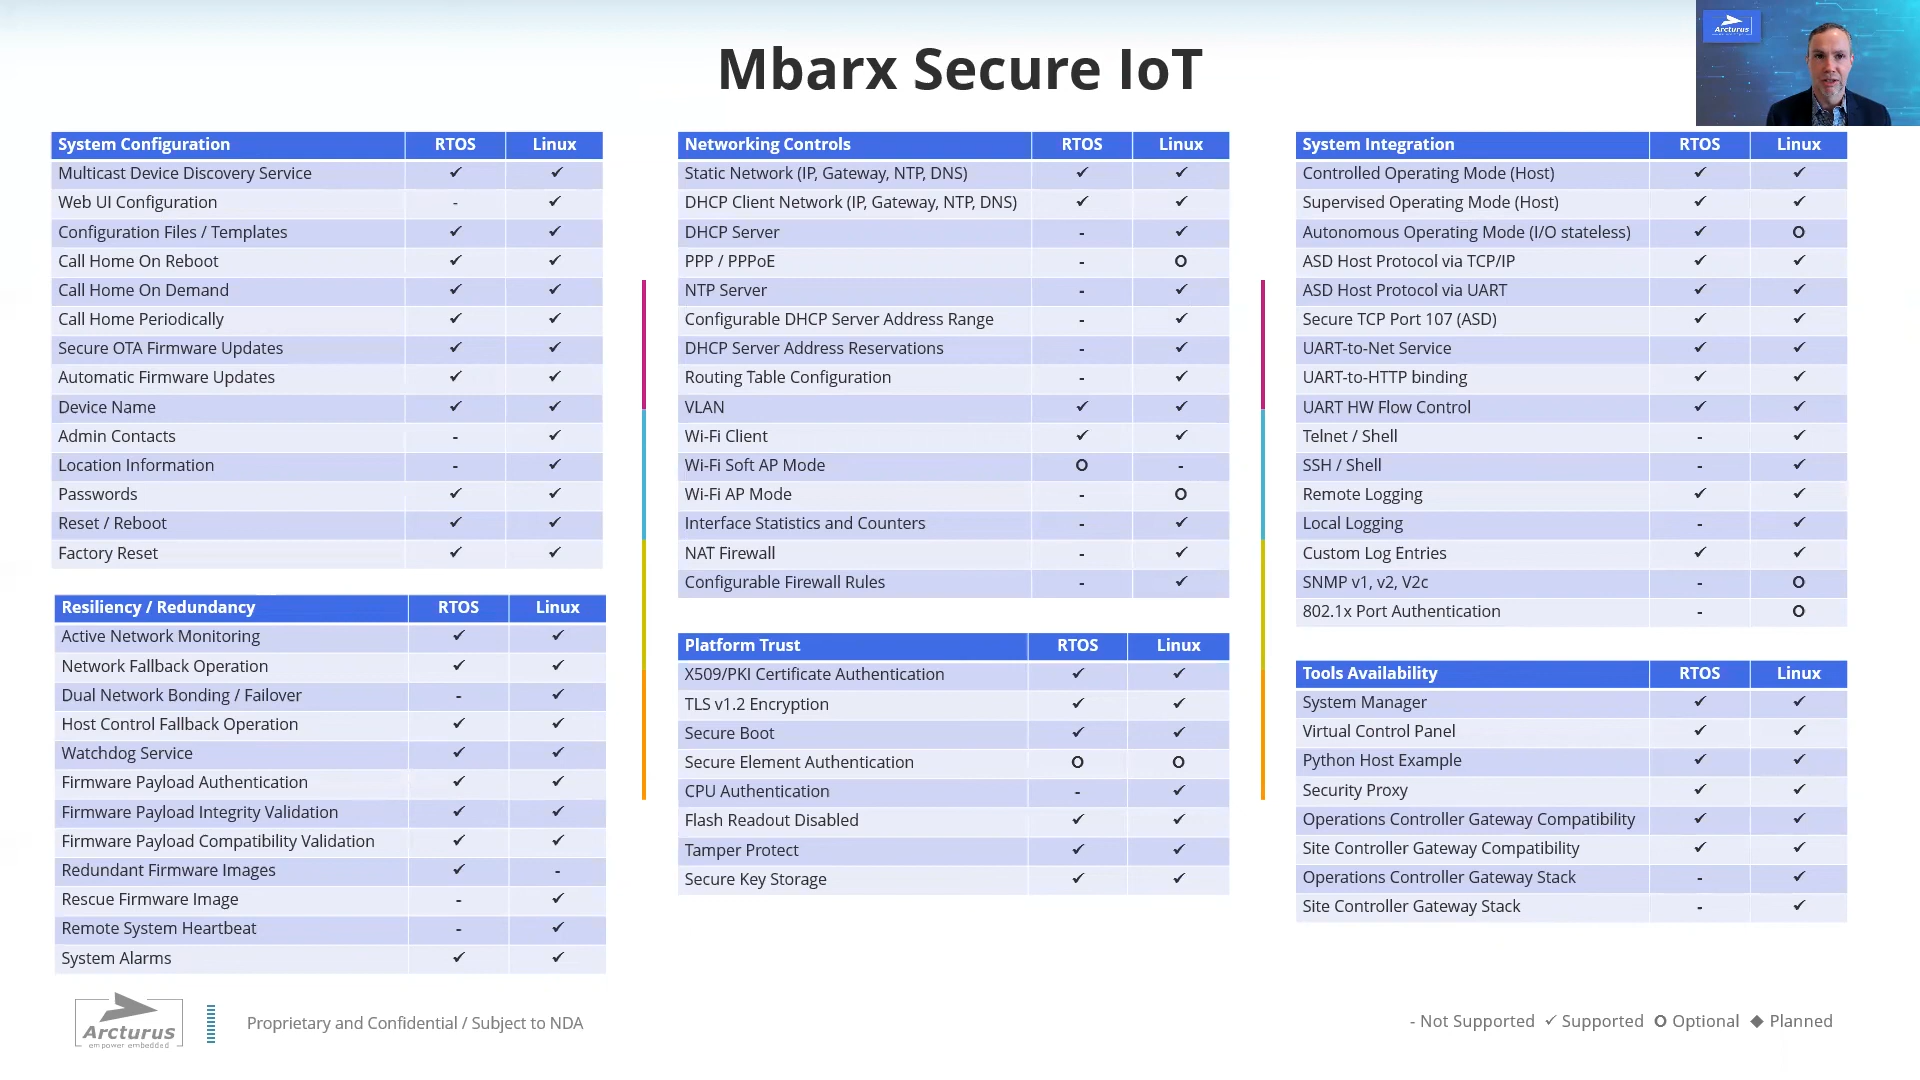 Mbarx Secure IoT
Arcturus
System Configuration RTOS Linux
Multicast Device Discovery Service ✓ ✓
Web UI Configuration - ✓
Configuration Files / Templates ✓ ✓
Call Home On Reboot ✓ ✓
Call Home On Demand ✓ ✓
Call Home Periodically ✓ ✓
Secure OTA Firmware Updates ✓ ✓
Automatic Firmware Updates ✓ ✓
Device Name ✓ ✓
Admin Contacts - ✓
Location Information - ✓
Passwords ✓ ✓
Reset / Reboot ✓ ✓
Factory Reset ✓ ✓
Resiliency / Redundancy RTOS Linux
Active Network Monitoring ✓ ✓
Network Fallback Operation ✓ ✓
Dual Network Bonding / Failover - ✓
Host Control Fallback Operation ✓ ✓
Watchdog Service ✓ ✓
Firmware Payload Authentication ✓ ✓
Firmware Payload Integrity Validation ✓ ✓
Firmware Payload Compatibility Validation ✓ ✓
Redundant Firmware Images ✓ -
Rescue Firmware Image - ✓
Remote System Heartbeat - ✓
System Alarms ✓ ✓
Networking Controls RTOS Linux
Static Network (IP, Gateway, NTP, DNS) ✓ ✓
DHCP Client Network (IP, Gateway, NTP, DNS) ✓ ✓
DHCP Server - ✓
PPP / PPPoE - O
NTP Server - ✓
Configurable DHCP Server Address Range - ✓
DHCP Server Address Reservations - ✓
Routing Table Configuration - ✓
VLAN ✓ ✓
Wi-Fi Client ✓ ✓
Wi-Fi Soft AP Mode O -
Wi-Fi AP Mode - O
Interface Statistics and Counters - ✓
NAT Firewall - ✓
Configurable Firewall Rules - ✓
Platform Trust RTOS Linux
X509/PKI Certificate Authentication ✓ ✓
TLS v1.2 Encryption ✓ ✓
Secure Boot ✓ ✓
Secure Element Authentication O O
CPU Authentication - ✓
Flash Readout Disabled ✓ ✓
Tamper Protect ✓ ✓
Secure Key Storage ✓ ✓
System Integration RTOS Linux
Controlled Operating Mode (Host) ✓ ✓
Supervised Operating Mode (Host) ✓ ✓
Autonomous Operating Mode (I/O stateless) ✓ O
ASD Host Protocol via TCP/IP ✓ ✓
ASD Host Protocol via UART ✓ ✓
Secure TCP Port 107 (ASD) ✓ ✓
UART-to-Net Service ✓ ✓
UART-to-HTTP binding ✓ ✓
UART HW Flow Control ✓ ✓
Telnet / Shell - ✓
SSH / Shell - ✓
Remote Logging ✓ ✓
Local Logging - ✓
Custom Log Entries ✓ ✓
SNMP v1, v2, V2c - O
802.1x Port Authentication - O
Tools Availability RTOS Linux
System Manager ✓ ✓
Virtual Control Panel ✓ ✓
Python Host Example ✓ ✓
Security Proxy ✓ ✓
Operations Controller Gateway Compatibility ✓ ✓
Site Controller Gateway Compatibility ✓ ✓
Operations Controller Gateway Stack - ✓
Site Controller Gateway Stack - ✓
Arcturus
empower embedded
Proprietary and Confidential / Subject to NDA
- Not Supported ✓ Supported O Optional ◆ Planned